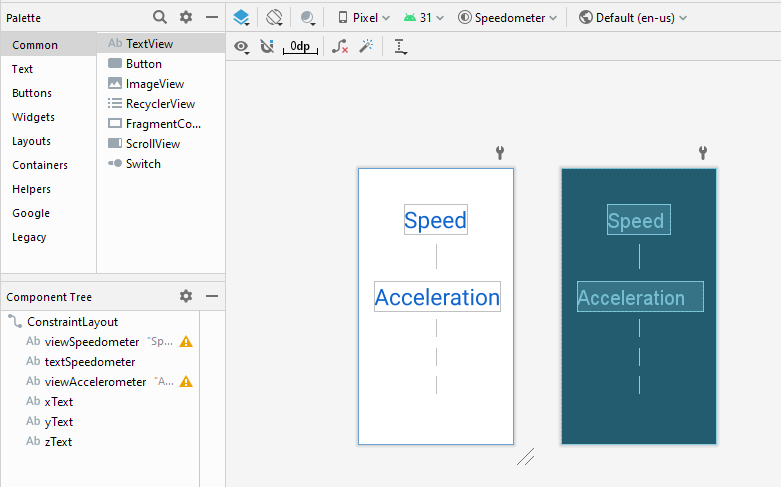 Palette
Pixel
31
Speedometer
Default (en-us)
Common
Text
Buttons
Widgets
Layouts
Containers
Helpers
Google
Legacy
Ab TextView
Button
ImageView
RecyclerView
FragmentCo...
ScrollView
Switch
0dp
Component Tree
ConstraintLayout
Ab viewSpeedometer "Sp...
Ab textSpeedometer
Ab viewAccelerometer "A...
Ab xText
Ab yText
Ab zText
Speed
Acceleration
Speed
Acceleration